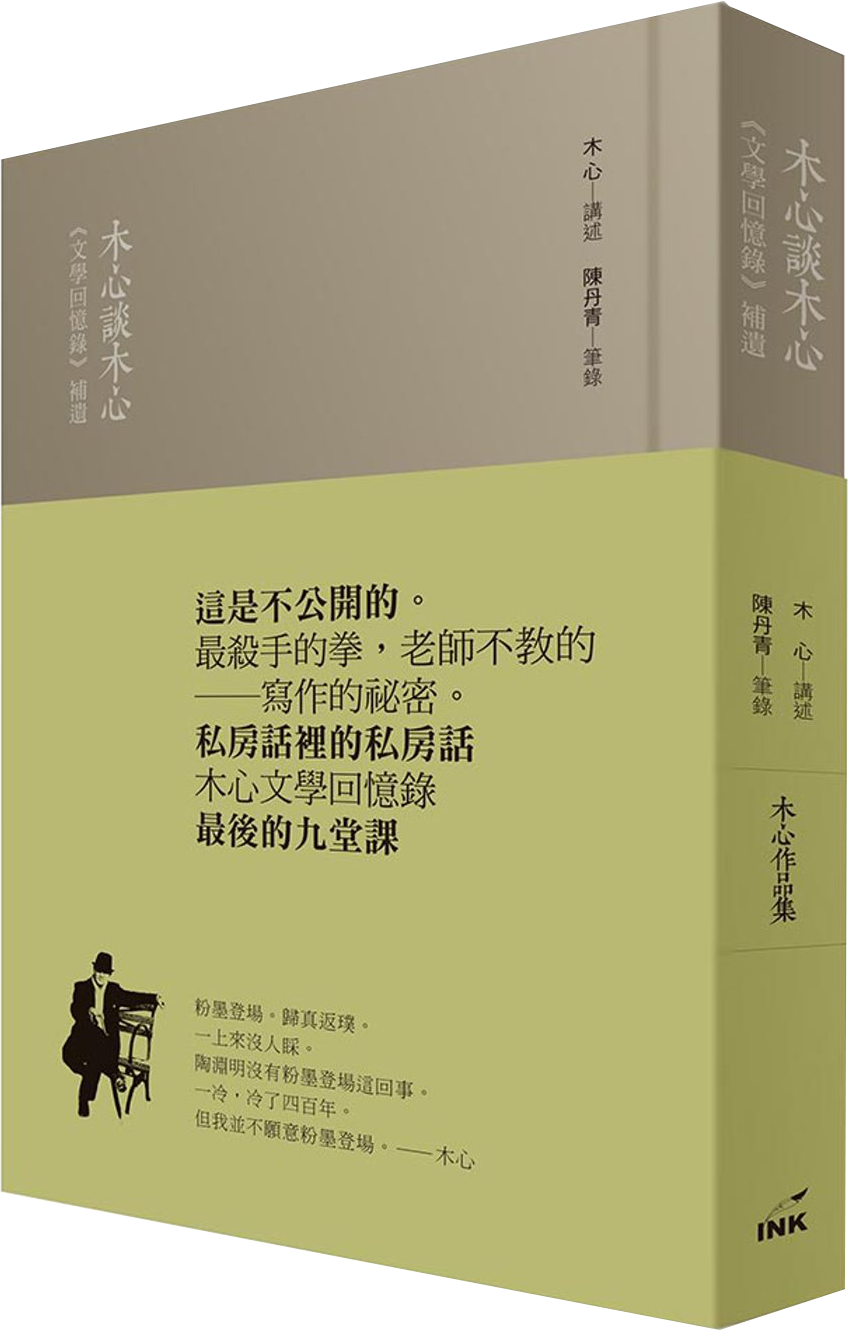 木心談木心
《文學回憶錄》補遺
木 心—講述 陳丹青—筆錄
這是不公開的。
最殺手的拳，老師不教的
——寫作的祕密。
私房話裡的私房話
木心文學回憶錄
最後的九堂課
粉墨登場。歸真返璞。
一上來沒人睬。
陶淵明沒有粉墨登場這回事。
一冷，冷了四百年。
但我並不願意粉墨登場。——木心
木心談木心
《文學回憶錄》補遺
木 心—講述
陳丹青—筆錄
木心作品集
INK